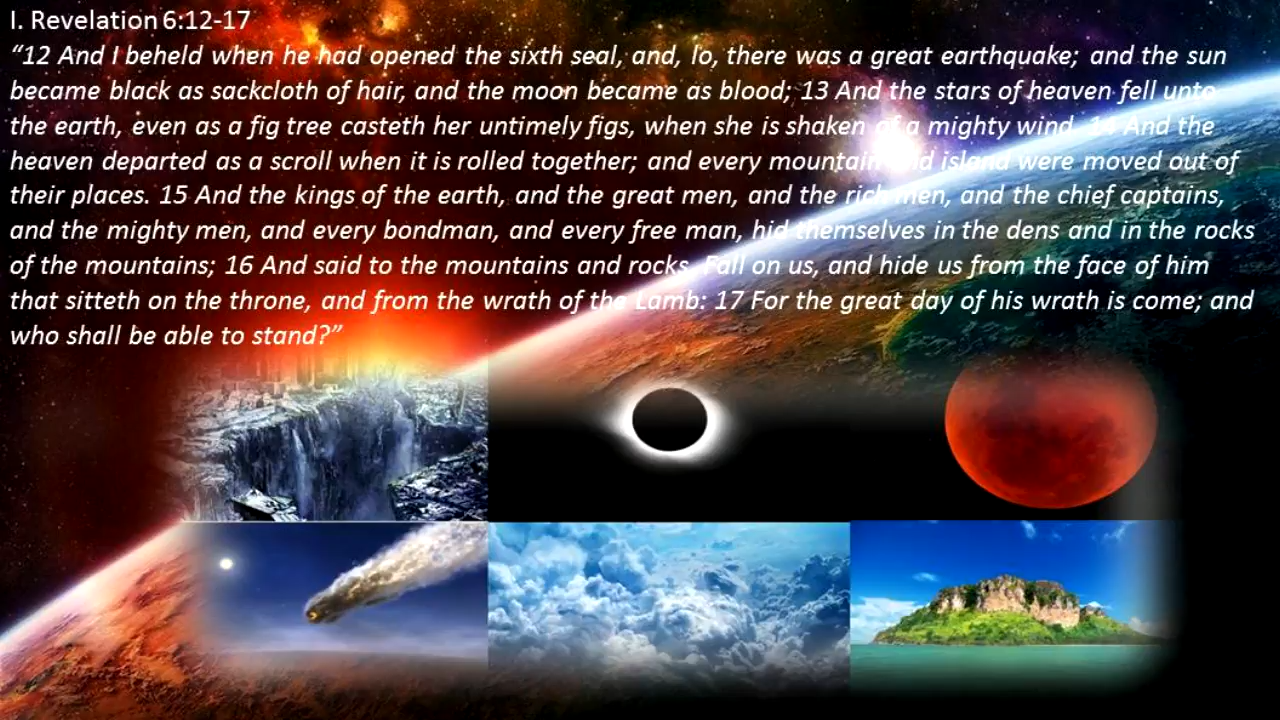 I. Revelation 6:12-17
“12 And I beheld when he had opened the sixth seal, and, lo, there was a great earthquake; and the sun
became black as sackcloth of hair, and the moon became as blood; 13 And the stars of heaven fell unto
the earth, even as a fig tree casteth her untimely figs, when she is shaken of a mighty wind. 14 And the
heaven departed as a scroll when it is rolled together; and every mountain and island were moved out of
their places. 15 And the kings of the earth, and the great men, and the rich men, and the chief captains,
and the mighty men, and every bondman, and every free man, hid themselves in the dens and in the rocks
of the mountains; 16 And said to the mountains and rocks, Fall on us, and hide us from the face of him
that sitteth on the throne, and from the wrath of the Lamb: 17 For the great day of his wrath is come; and
who shall be able to stand?”